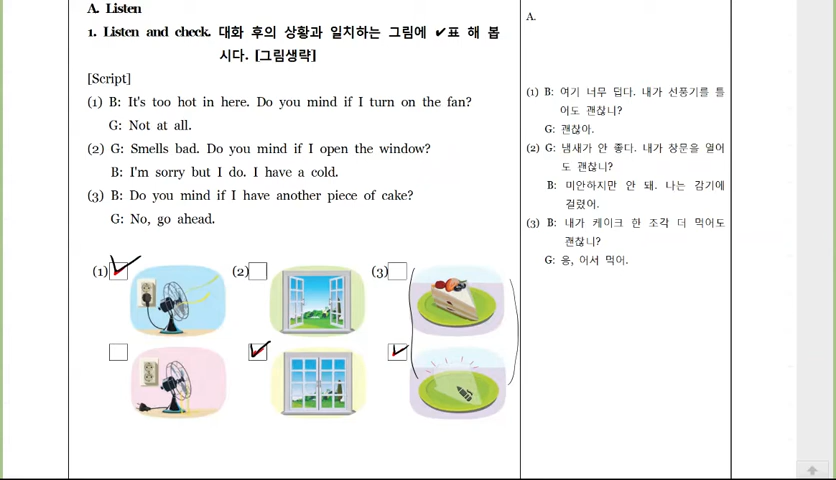 A. Listen
1. Listen and check. 대화 후의 상황과 일치하는 그림에 ✔표 해 봅
시다. [그림생략]
[Script]
(1) B: It's too hot in here. Do you mind if I turn on the fan?
G: Not at all.
(2) G: Smells bad. Do you mind if I open the window?
B: I'm sorry but I do. I have a cold.
(3) B: Do you mind if I have another piece of cake?
G: No, go ahead.
(1)
(2)
(3)
A.
(1) B: 여기 너무 덥다. 내가 선풍기를 틀
어도 괜찮니?
G: 괜찮아.
(2) G: 냄새가 안 좋다. 내가 창문을 열어
도 괜찮니?
B: 미안하지만 안 돼. 나는 감기에
걸렸어.
(3) B: 내가 케이크 한 조각 더 먹어도
괜찮니?
G: 응, 어서 먹어.